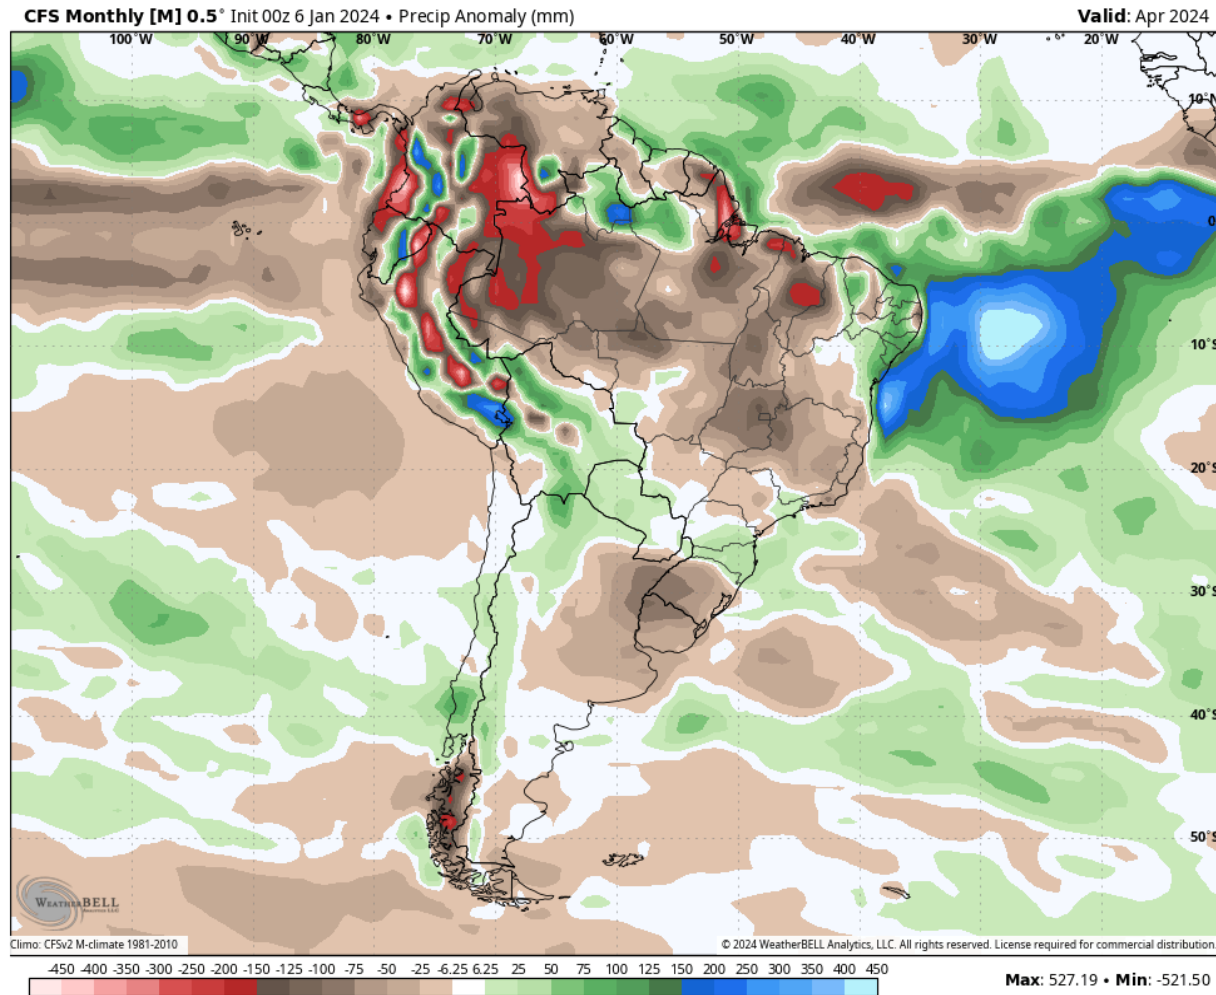 CFS Monthly [M] 0.5° Init 00z 6 Jan 2024 • Precip Anomaly (mm) Valid: Apr 2024
100°W 90°W 80°W 70°W 60°W 50°W 40°W 30°W 20°W
10°N
0°
10°S
20°S
30°S
40°S
50°S
WEATHERBELL
ANALYTICS LLC
Climo: CFSv2 M-climate 1981-2010 © 2024 WeatherBELL Analytics, LLC. All rights reserved. License required for commercial distribution.
-450 -400 -350 -300 -250 -200 -150 -125 -100 -75 -50 -25 -6.25 6.25 25 50 75 100 125 150 200 250 300 350 400 450
Max: 527.19 • Min: -521.50